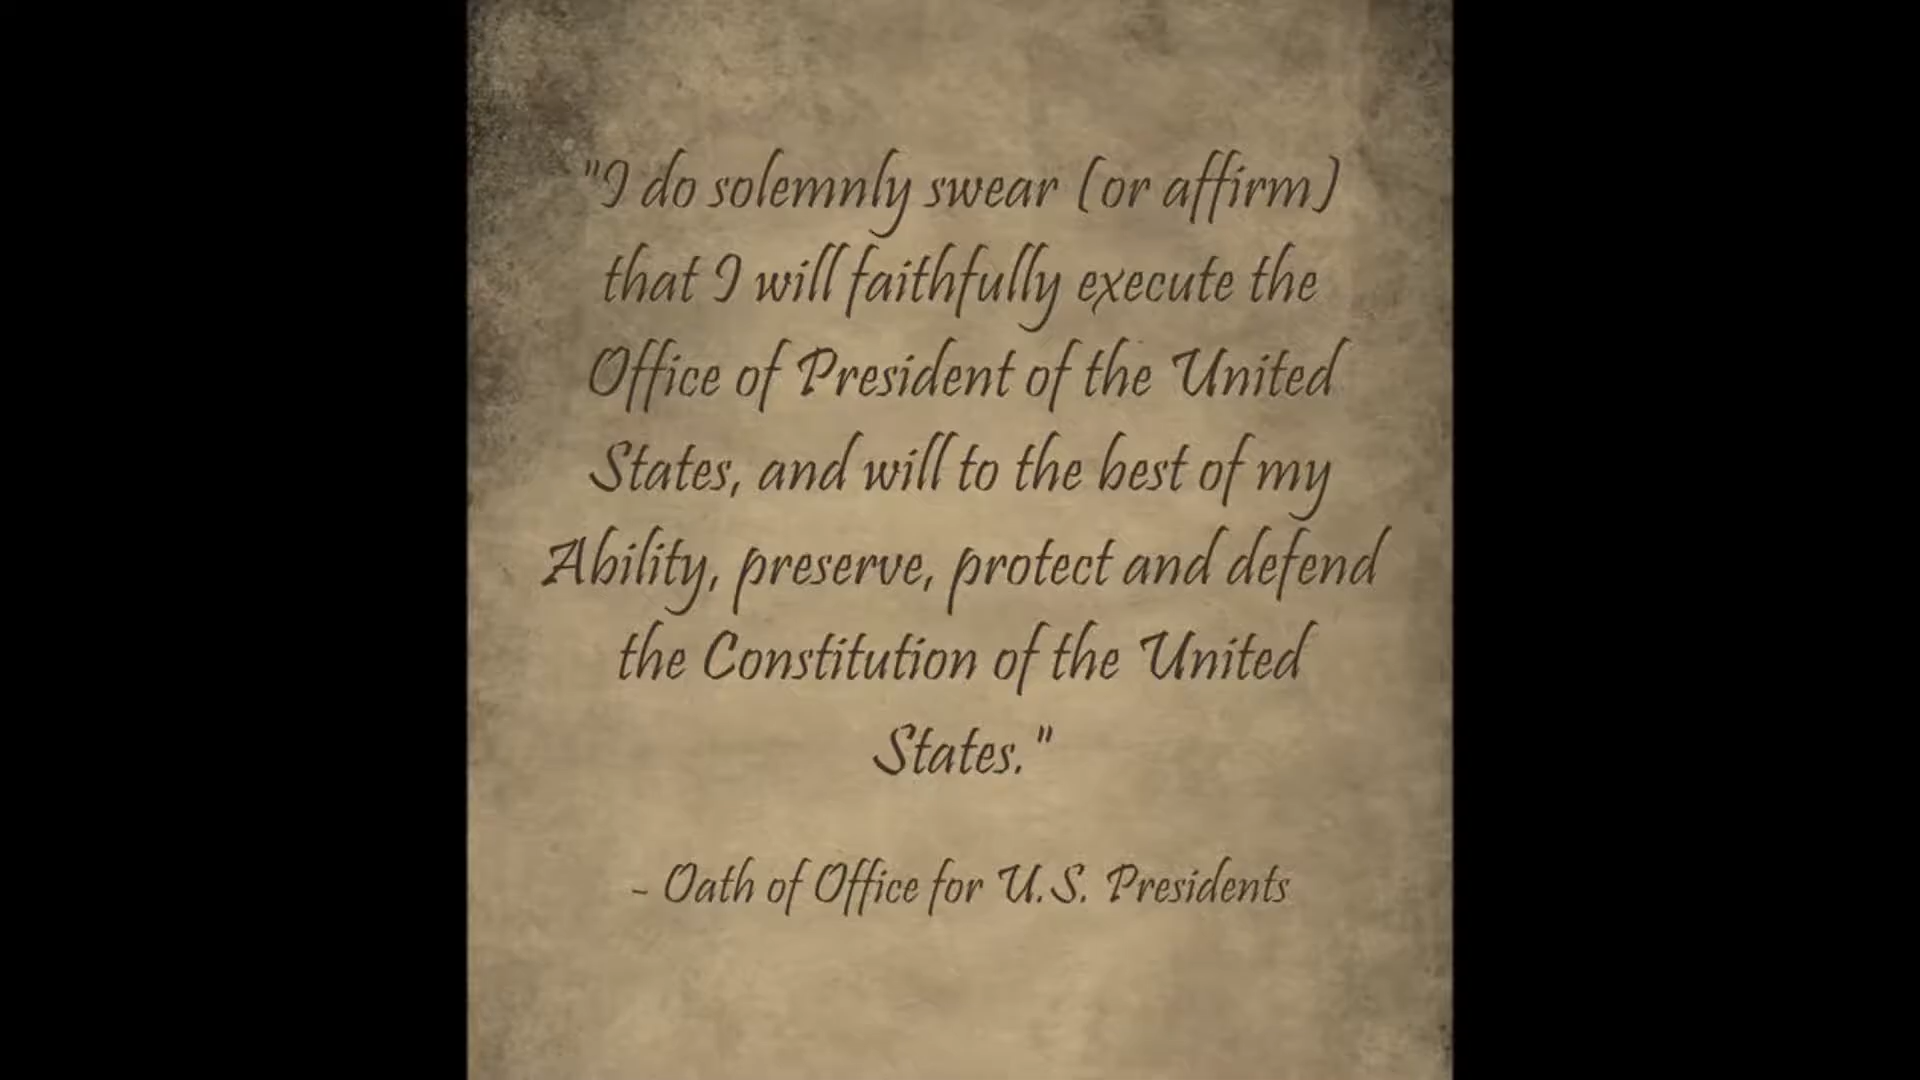 "I do solemnly swear (or affirm)
that I will faithfully execute the
Office of President of the United
States, and will to the best of my
Ability, preserve, protect and defend
the Constitution of the United
States."
- Oath of Office for U.S. Presidents